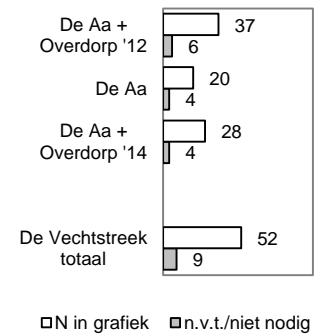 De Aa + 37
Overdorp '12 6
De Aa 20
4
De Aa + 28
Overdorp '14 4
De Vechtstreek 52
totaal 9
N in grafiek n.v.t./niet nodig